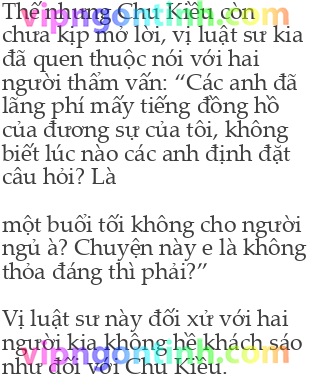 Thế nhưng Chu Kiều còn
vipngontinh.com
chưa kịp mở lời, vị luật sư kia
đã quen thuộc nói với hai
người thẩm vấn: “Các anh đã
lãng phí mấy tiếng đồng hồ
của đương sự của tôi, không
biết lúc nào các anh định đặt
câu hỏi? Là
một buổi tối không cho người
ngủ à? Chuyện này e là không
thỏa đáng thì phải?”
Vị luật sư này đối xử với hai
người kia không hề khách sáo
vipngontinh.com
như đối với Chu Kiều.